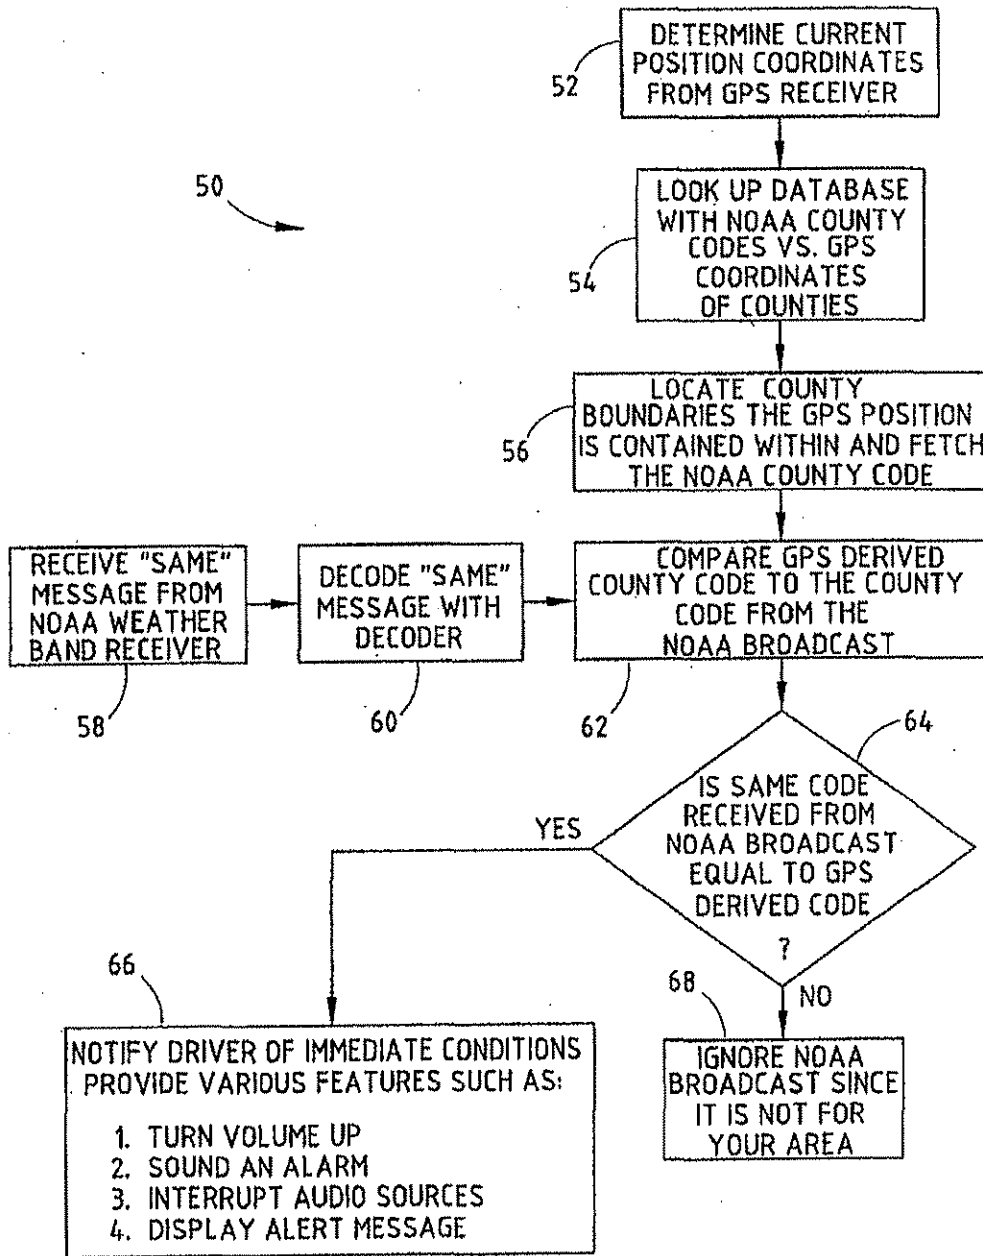 DETERMINE CURRENT
POSITION COORDINATES
FROM GPS RECEIVER
52
50
LOOK UP DATABASE
WITH NOAA COUNTY
CODES VS. GPS
COORDINATES
OF COUNTIES
54
LOCATE COUNTY
BOUNDARIES THE GPS POSITION
IS CONTAINED WITHIN AND FETCH
THE NOAA COUNTY CODE
56
RECEIVE "SAME"
MESSAGE FROM
NOAA WEATHER
BAND RECEIVER
58
DECODE "SAME"
MESSAGE WITH
DECODER
60
COMPARE GPS DERIVED
COUNTY CODE TO THE COUNTY
CODE FROM THE
NOAA BROADCAST
62
64
IS SAME CODE
RECEIVED FROM
NOAA BROADCAST
EQUAL TO GPS
DERIVED CODE
?
YES
NO
66
NOTIFY DRIVER OF IMMEDIATE CONDITIONS
PROVIDE VARIOUS FEATURES SUCH AS:
1. TURN VOLUME UP
2. SOUND AN ALARM
3. INTERRUPT AUDIO SOURCES
4. DISPLAY ALERT MESSAGE
68
IGNORE NOAA
BROADCAST SINCE
IT IS NOT FOR
YOUR AREA